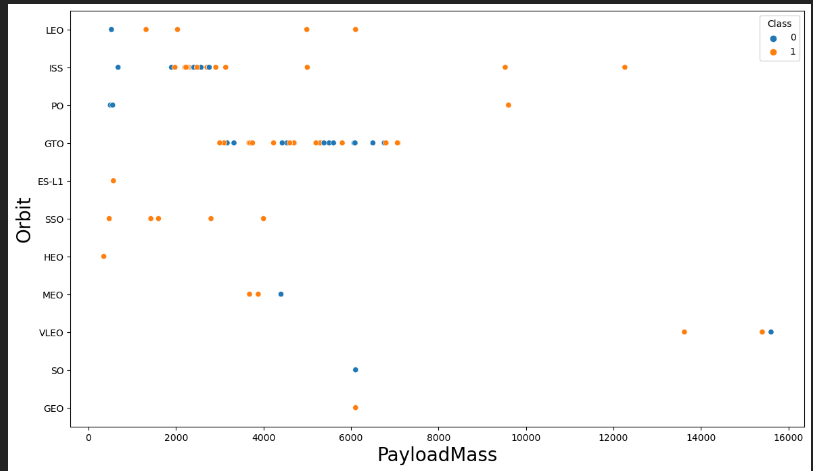 Class
0
1
LEO
ISS
PO
GTO
ES-L1
SSO
HEO
MEO
VLEO
SO
GEO
Orbit
0 2000 4000 6000 8000 10000 12000 14000 16000
PayloadMass